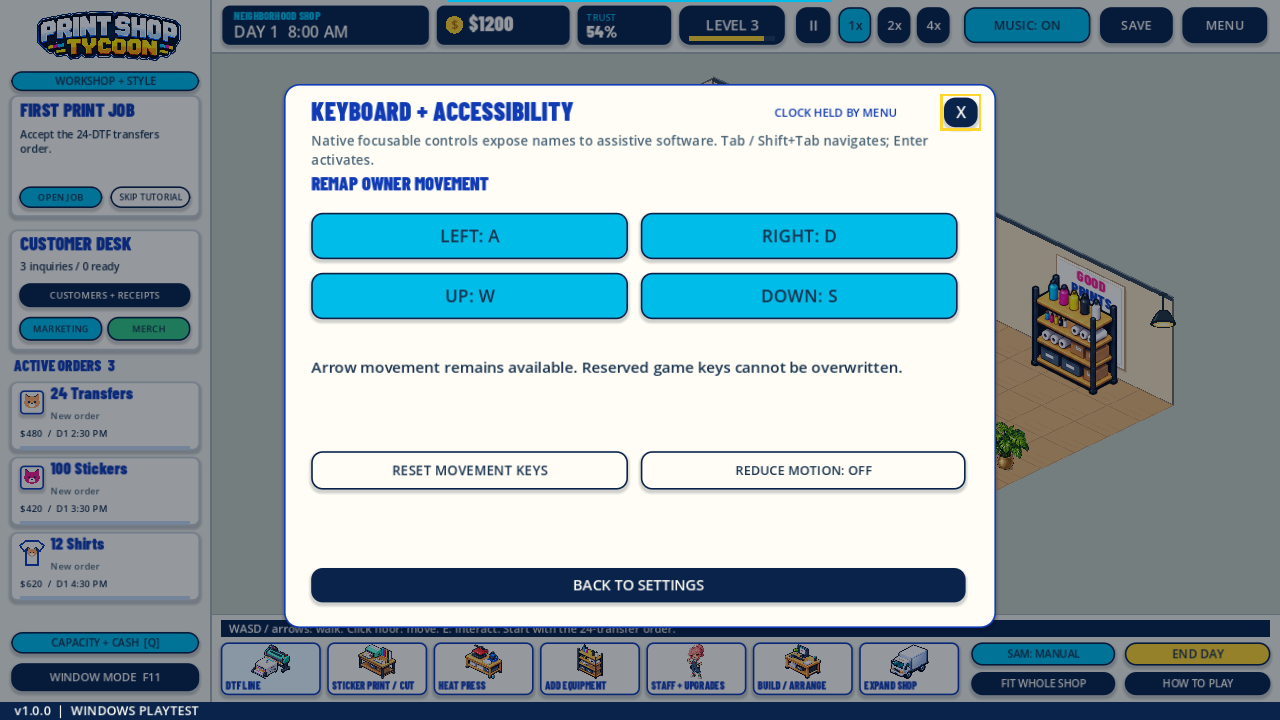 PRINT SHOP
TYCOON
WORKSHOP + STYLE
FIRST PRINT JOB
Accept the 24-DTF transfers
order.
OPEN JOB
SKIP TUTORIAL
CUSTOMER DESK
3 inquiries / 0 ready
CUSTOMERS + RECEIPTS
MARKETING
MERCH
ACTIVE ORDERS 3
24 Transfers
New order
$480 / D1 2:30 PM
100 Stickers
New order
$420 / D1 3:30 PM
12 Shirts
New order
$620 / D1 4:30 PM
CAPACITY + CASH [Q]
WINDOW MODE F11
v1.0.0 | WINDOWS PLAYTEST
NEIGHBORHOOD SHOP
DAY 1 8:00 AM
$ $1200
TRUST
54%
LEVEL 3
1x
2x
4x
MUSIC: ON
SAVE
MENU
KEYBOARD + ACCESSIBILITY
CLOCK HELD BY MENU
X
Native focusable controls expose names to assistive software. Tab / Shift+Tab navigates; Enter
activates.
REMAP OWNER MOVEMENT
LEFT: A
RIGHT: D
UP: W
DOWN: S
Arrow movement remains available. Reserved game keys cannot be overwritten.
RESET MOVEMENT KEYS
REDUCE MOTION: OFF
BACK TO SETTINGS
GOOD
PRINTS
WASD / arrows: walk. Click floor: move. E: interact. Start with the 24-transfer order.
DTF LINE
STICKER PRINT / CUT
HEAT PRESS
ADD EQUIPMENT
STAFF + UPGRADES
BUILD / ARRANGE
EXPAND SHOP
SAM: MANUAL
END DAY
FIT WHOLE SHOP
HOW TO PLAY